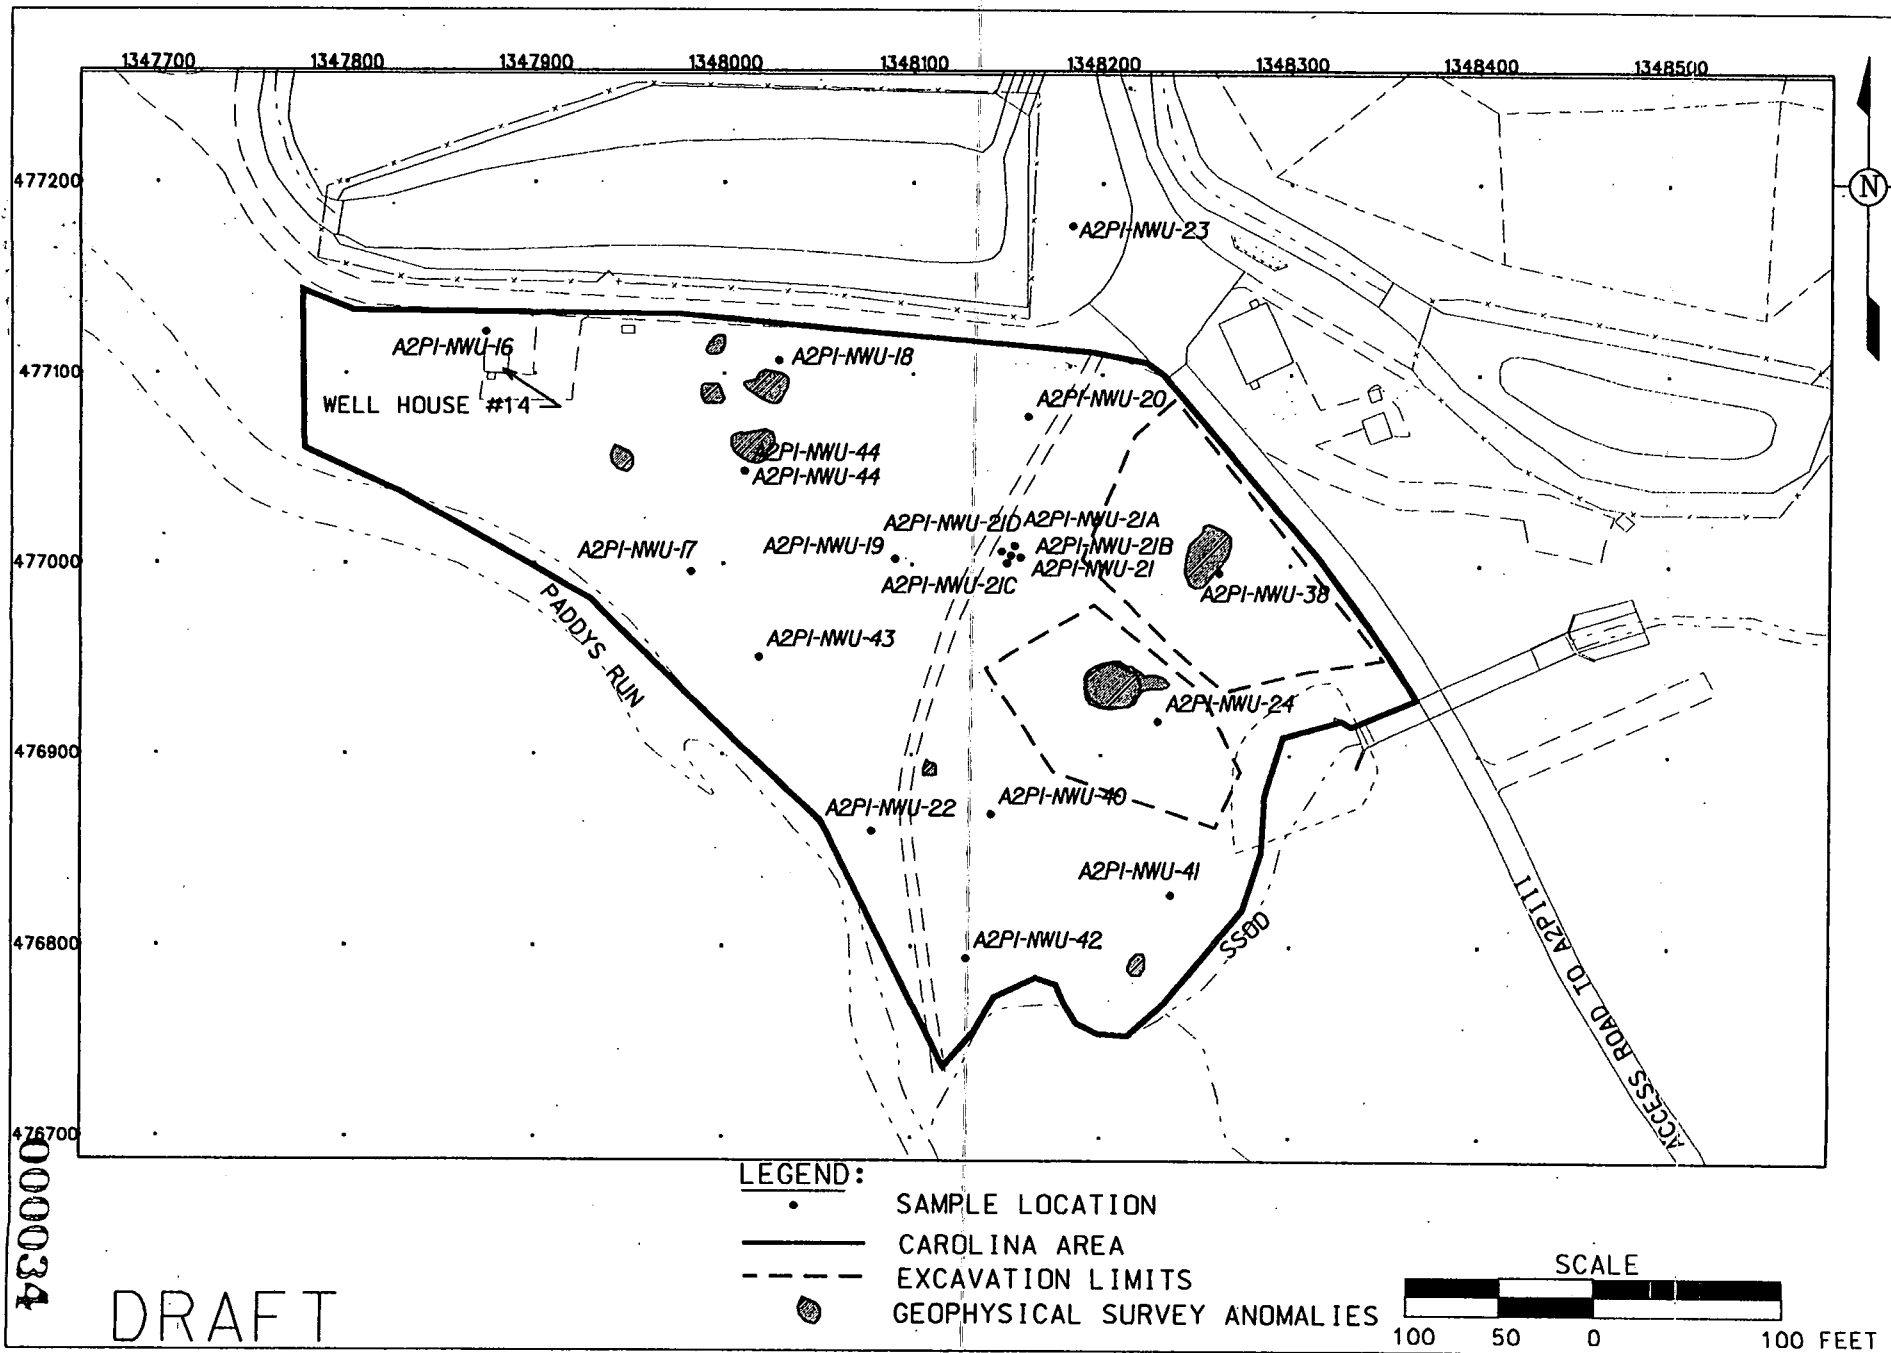 1347700 1347800 1347900 1348000 1348100 1348200 1348300 1348400 1348500
477200
N
A2PI-NWU-23
A2PI-NWU-16
A2PI-NWU-18
477100
WELL HOUSE #14
A2PI-NWU-20
A2PI-NWU-44
A2PI-NWU-44
A2PI-NWU-21D
A2PI-NWU-21A
A2PI-NWU-17
A2PI-NWU-19
A2PI-NWU-21B
477000
A2PI-NWU-21
A2PI-NWU-21C
A2PI-NWU-38
PADDYS RUN
A2PI-NWU-43
A2PI-NWU-24
476900
A2PI-NWU-22
A2PI-NWU-40
A2PI-NWU-41
SSOD
476800
A2PI-NWU-42
ACCESS ROAD TO A2PIII
476700
000034
LEGEND:
SAMPLE LOCATION
CAROLINA AREA
EXCAVATION LIMITS
GEOPHYSICAL SURVEY ANOMALIES
SCALE
100 50 0 100 FEET
DRAFT